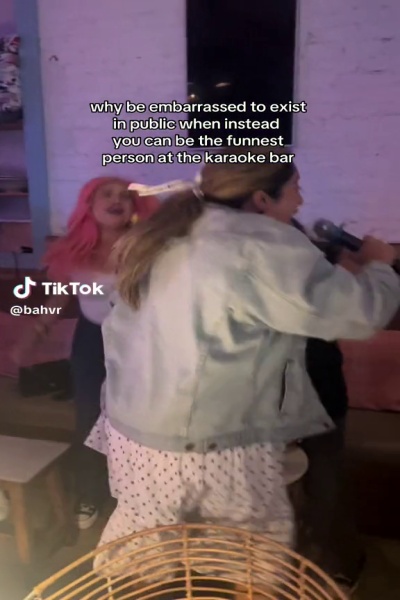 why be embarrassed to exist
in public when instead
you can be the funnest
person at the karaoke bar
TikTok
@bahvr